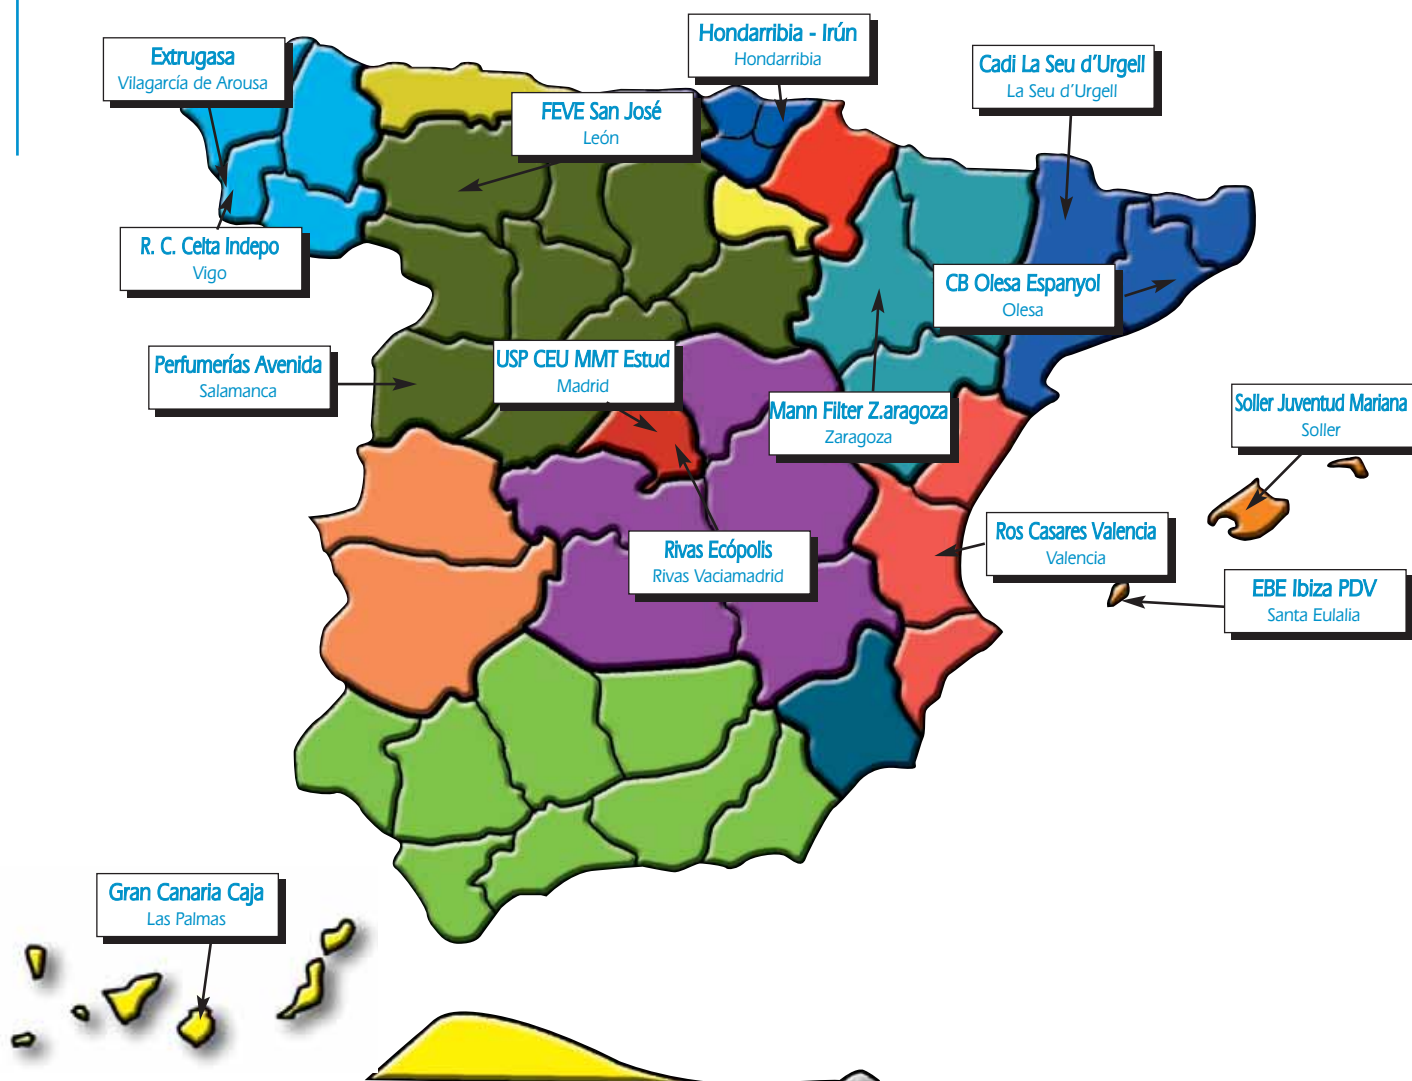 Hondarribia - Irún
Hondarribia
Extrugasa
Vilagarcía de Arousa
Cadi La Seu d'Urgell
La Seu d'Urgell
FEVE San José
León
R. C. Celta Indepo
Vigo
CB Olesa Espanyol
Olesa
Perfumerías Avenida
Salamanca
USP CEU MMT Estud
Madrid
Mann Filter Z.aragoza
Zaragoza
Soller Juventud Mariana
Soller
Ros Casares Valencia
Valencia
Rivas Ecópolis
Rivas Vaciamadrid
EBE Ibiza PDV
Santa Eulalia
Gran Canaria Caja
Las Palmas